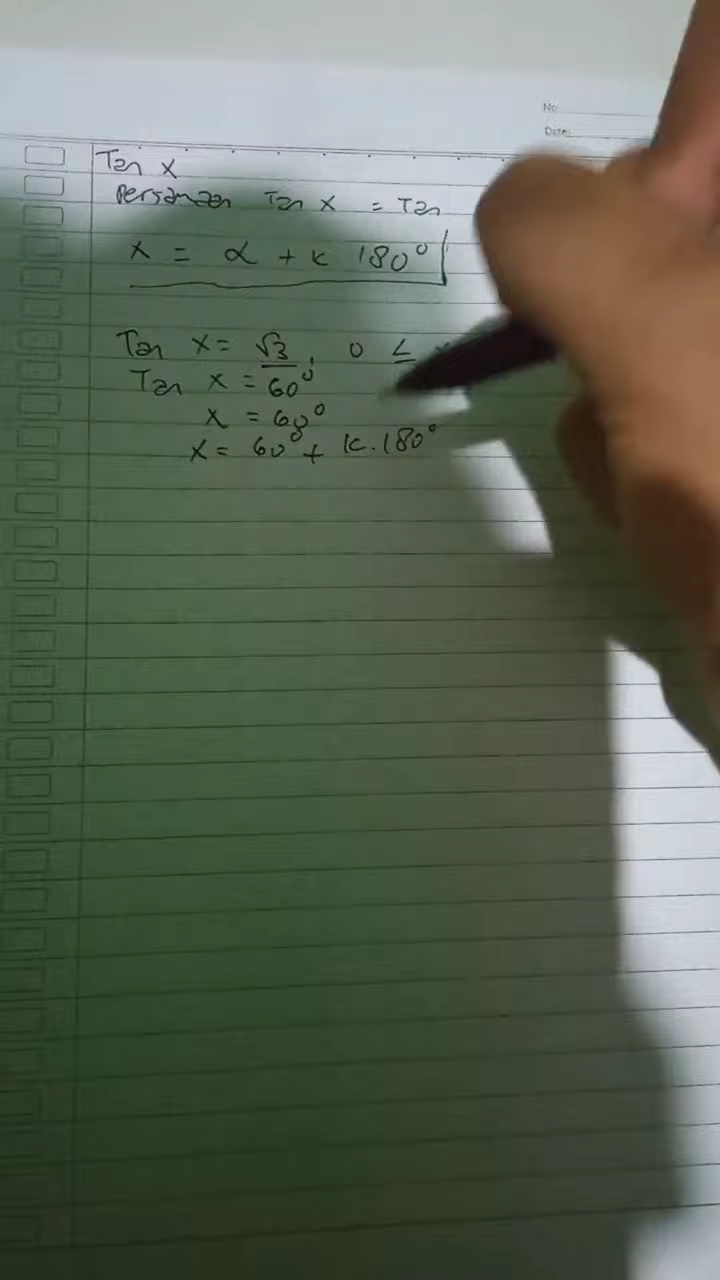 No
Date:
Tan x
persamaan Tan x = Tan
x = α + k 180°
Tan x = √3, 0 ≤
Tan x = 60°
x = 60°
x = 60° + k.180°